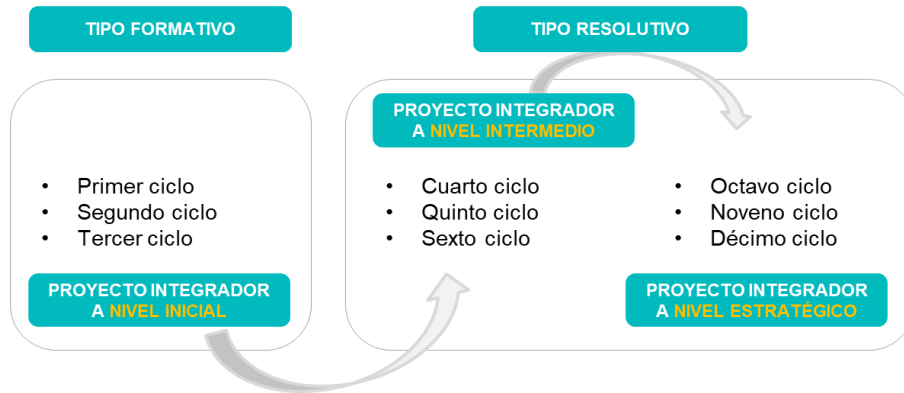 TIPO FORMATIVO
TIPO RESOLUTIVO
• Primer ciclo
• Segundo ciclo
• Tercer ciclo
PROYECTO INTEGRADOR
A NIVEL INICIAL
PROYECTO INTEGRADOR
A NIVEL INTERMEDIO
• Cuarto ciclo
• Quinto ciclo
• Sexto ciclo
• Octavo ciclo
• Noveno ciclo
• Décimo ciclo
PROYECTO INTEGRADOR
A NIVEL ESTRATÉGICO